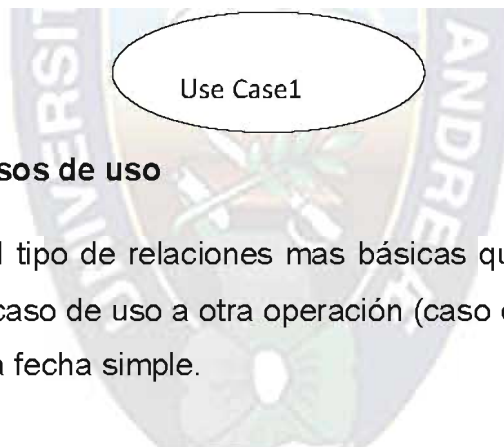 Use Case1
sos de uso
l tipo de relaciones mas básicas qu
caso de uso a otra operación (caso
a fecha simple.